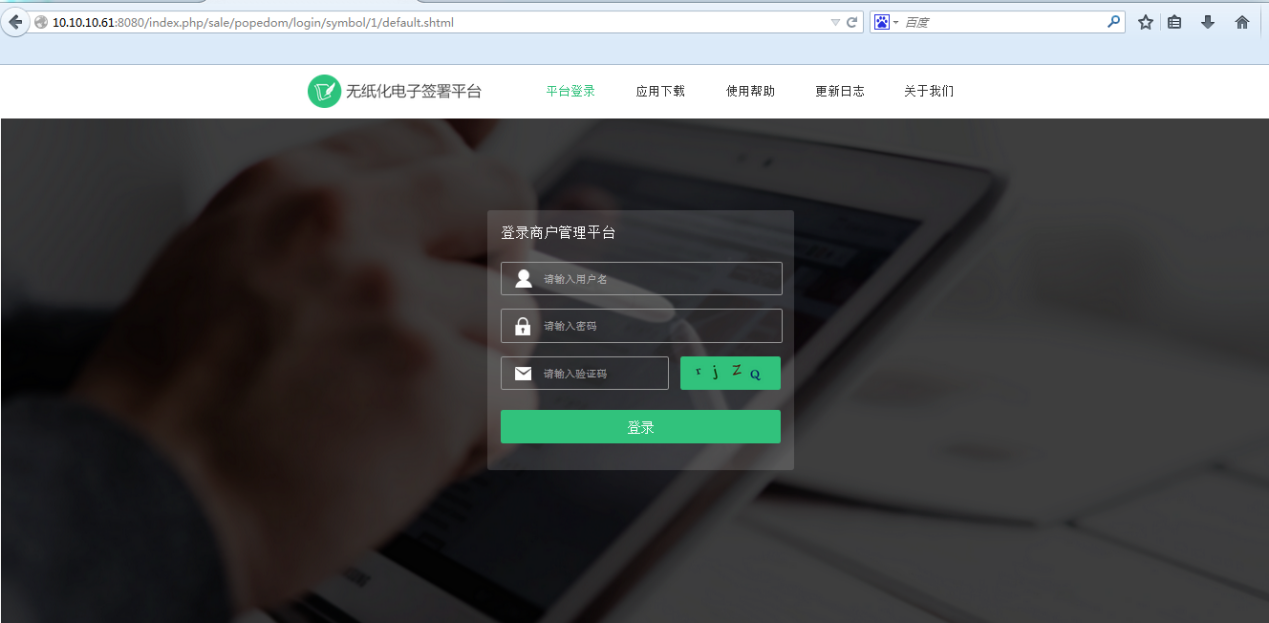 10.10.10.61:8080/index.php/sale/popedom/login/symbol/1/default.shtml
百度
无纸化电子签署平台
平台登录
应用下载
使用帮助
更新日志
关于我们
登录商户管理平台
请输入用户名
请输入密码
请输入验证码
r j Z Q
登录